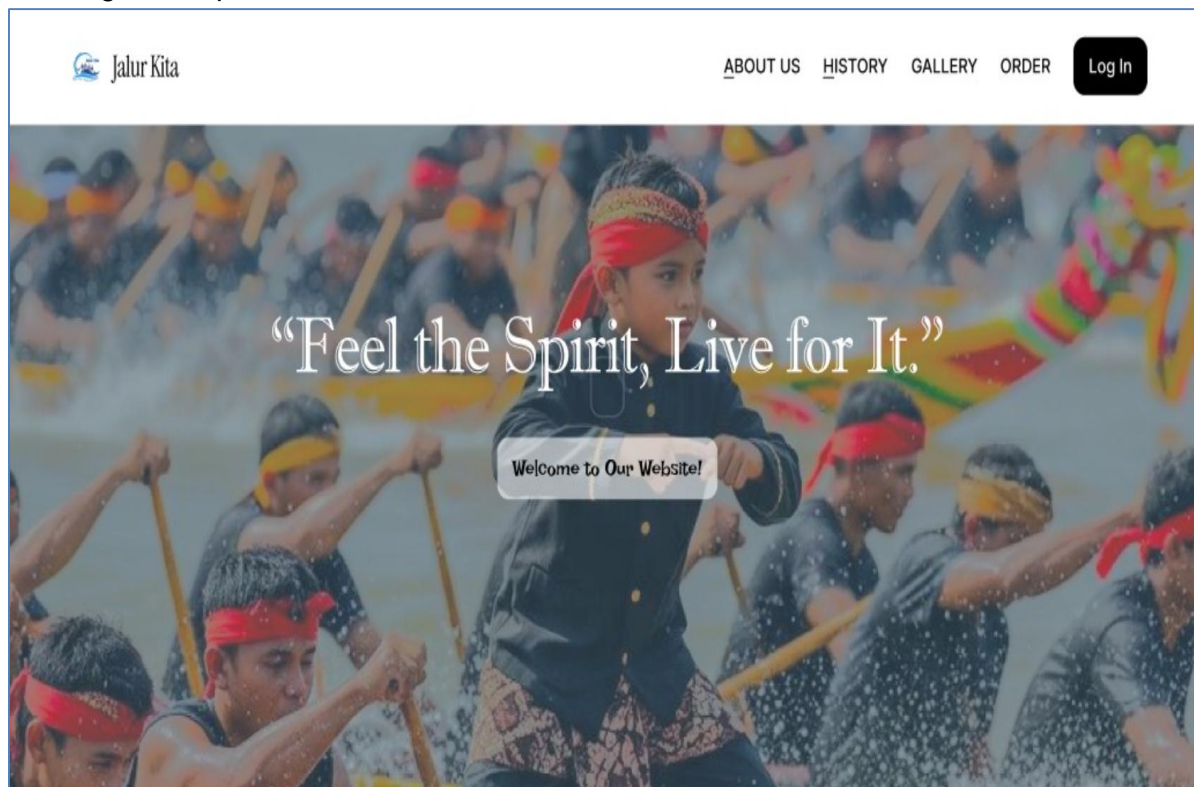 Jalur Kita
ABOUT US HISTORY GALLERY ORDER Log In
“Feel the Spirit, Live for It.”
Welcome to Our Website!